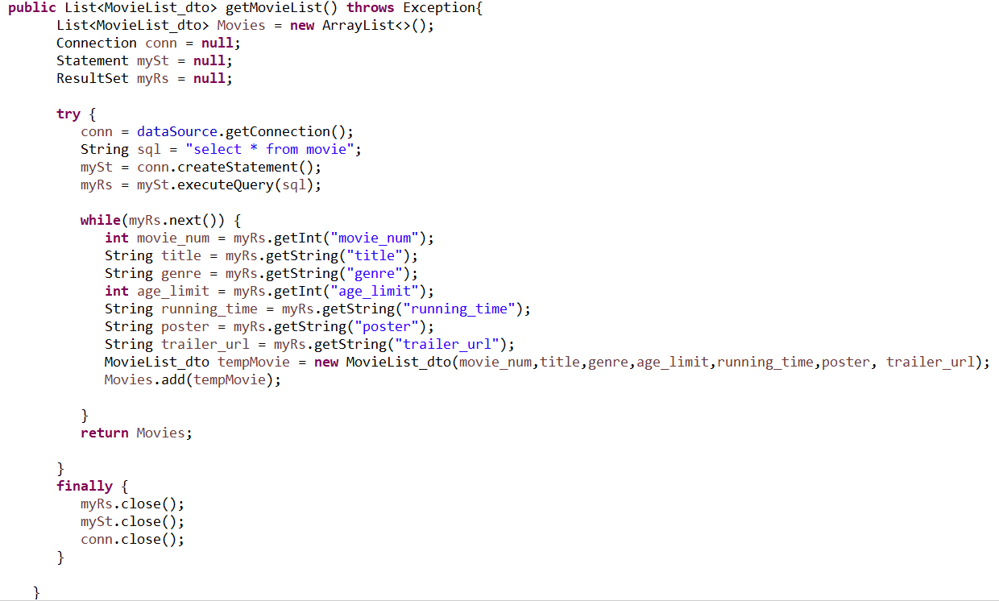 public List<MovieList_dto> getMovieList() throws Exception{
List<MovieList_dto> Movies = new ArrayList<>();
Connection conn = null;
Statement mySt = null;
ResultSet myRs = null;
try {
conn = dataSource.getConnection();
String sql = "select * from movie";
mySt = conn.createStatement();
myRs = mySt.executeQuery(sql);
while(myRs.next()) {
int movie_num = myRs.getInt("movie_num");
String title = myRs.getString("title");
String genre = myRs.getString("genre");
int age_limit = myRs.getInt("age_limit");
String running_time = myRs.getString("running_time");
String poster = myRs.getString("poster");
String trailer_url = myRs.getString("trailer_url");
MovieList_dto tempMovie = new MovieList_dto(movie_num,title,genre,age_limit,running_time,poster, trailer_url);
Movies.add(tempMovie);
}
return Movies;
}
finally {
myRs.close();
mySt.close();
conn.close();
}
}